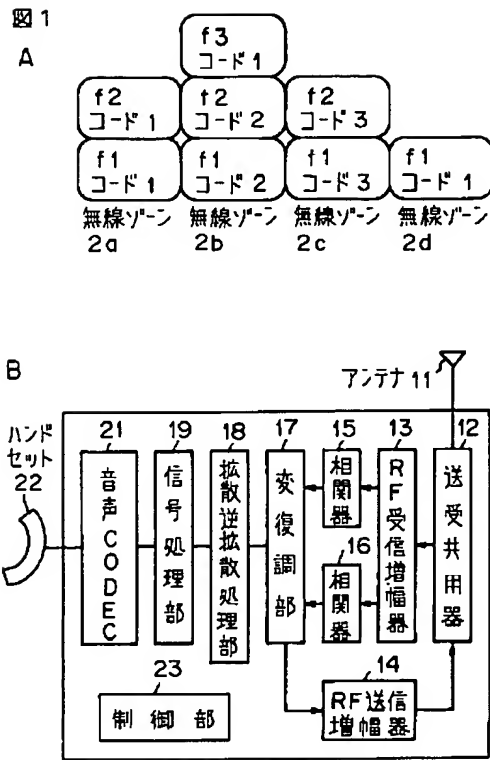 図1
A
f3
コード1
f2
コード1
f2
コード2
f2
コード3
f1
コード1
f1
コード2
f1
コード3
f1
コード1
無線ゾーン
2a
無線ゾーン
2b
無線ゾーン
2c
無線ゾーン
2d
B
アンテナ11
ハンド
セット
22
21
音声CODEC
19
信号処理部
18
拡散逆拡散処理部
17
変復調部
15
相関器
16
相関器
13
RF受信増幅器
12
送受共用器
14
RF送信
増幅器
23
制御部